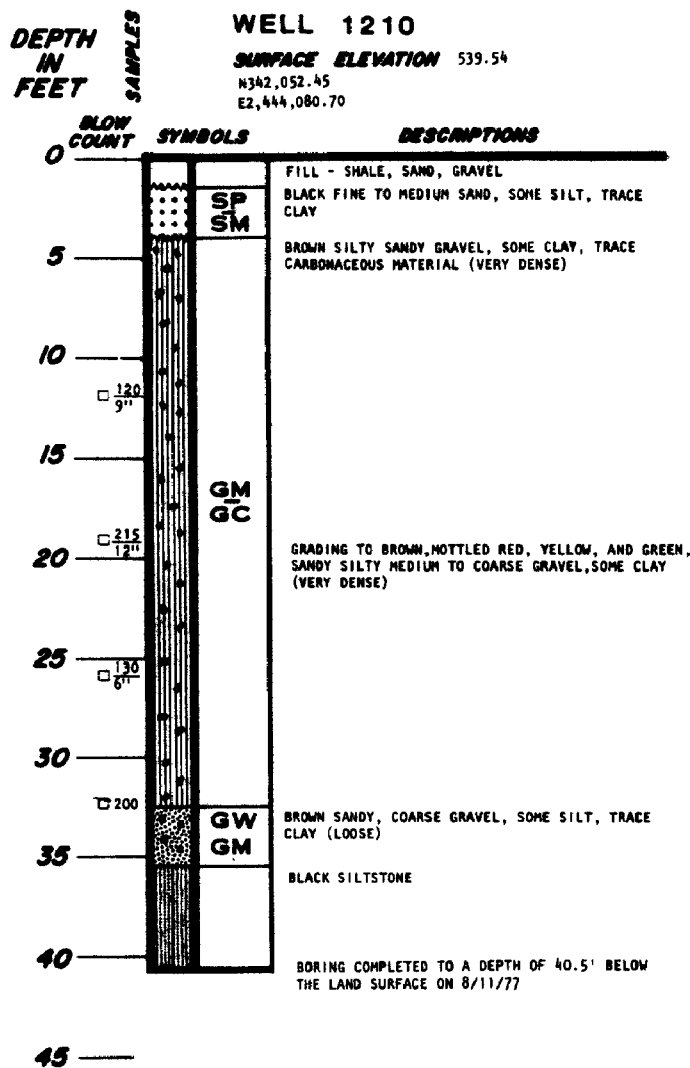 WELL 1210
DEPTH
IN
FEET
SAMPLES
SURFACE ELEVATION 539.54
N342,052.45
E2,444,080.70
BLOW
COUNT
SYMBOLS
DESCRIPTIONS
0
FILL - SHALE, SAND, GRAVEL
SP
SM
BLACK FINE TO MEDIUM SAND, SOME SILT, TRACE
CLAY
5
BROWN SILTY SANDY GRAVEL, SOME CLAY, TRACE
CARBONACEOUS MATERIAL (VERY DENSE)
10
120
9"
15
GM
GC
215
12"
20
GRADING TO BROWN,MOTTLED RED, YELLOW, AND GREEN,
SANDY SILTY MEDIUM TO COARSE GRAVEL,SOME CLAY
(VERY DENSE)
25
130
6"
30
200
GW
GM
BROWN SANDY, COARSE GRAVEL, SOME SILT, TRACE
CLAY (LOOSE)
35
BLACK SILTSTONE
40
BORING COMPLETED TO A DEPTH OF 40.5' BELOW
THE LAND SURFACE ON 8/11/77
45